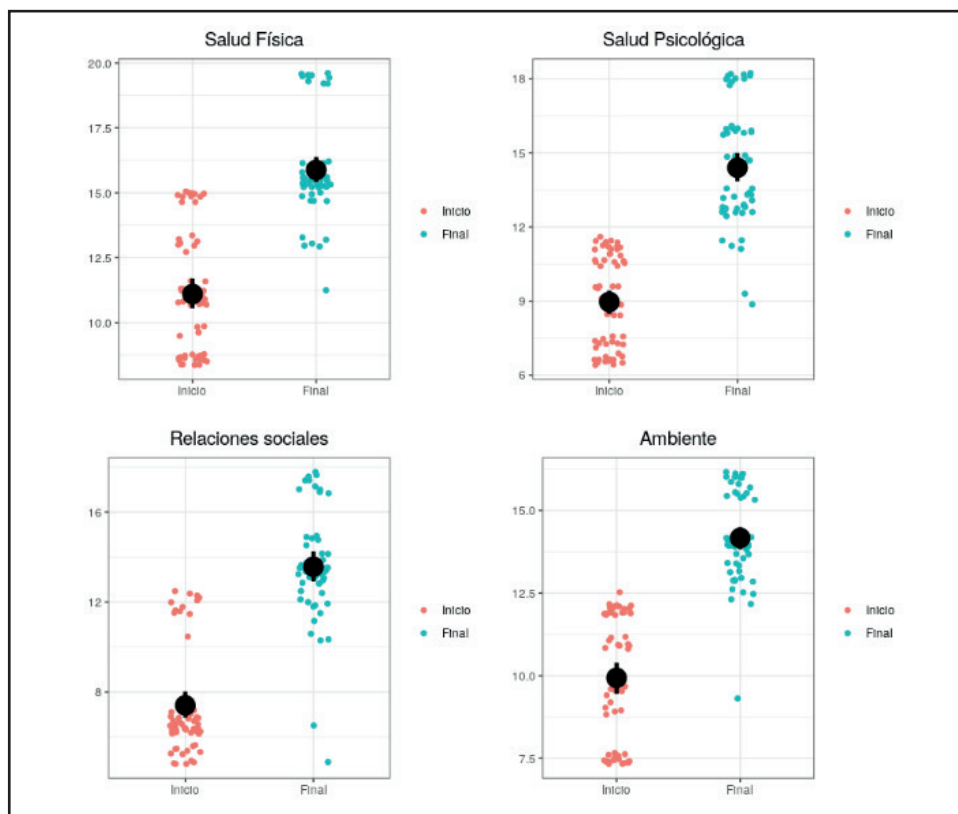 Salud Física
20.0
17.5
15.0
12.5
10.0
Inicio
Final
Inicio
Final
Salud Psicológica
18
15
12
9
6
Inicio
Final
Inicio
Final
Relaciones sociales
16
12
8
Inicio
Final
Inicio
Final
Ambiente
15.0
12.5
10.0
7.5
Inicio
Final
Inicio
Final